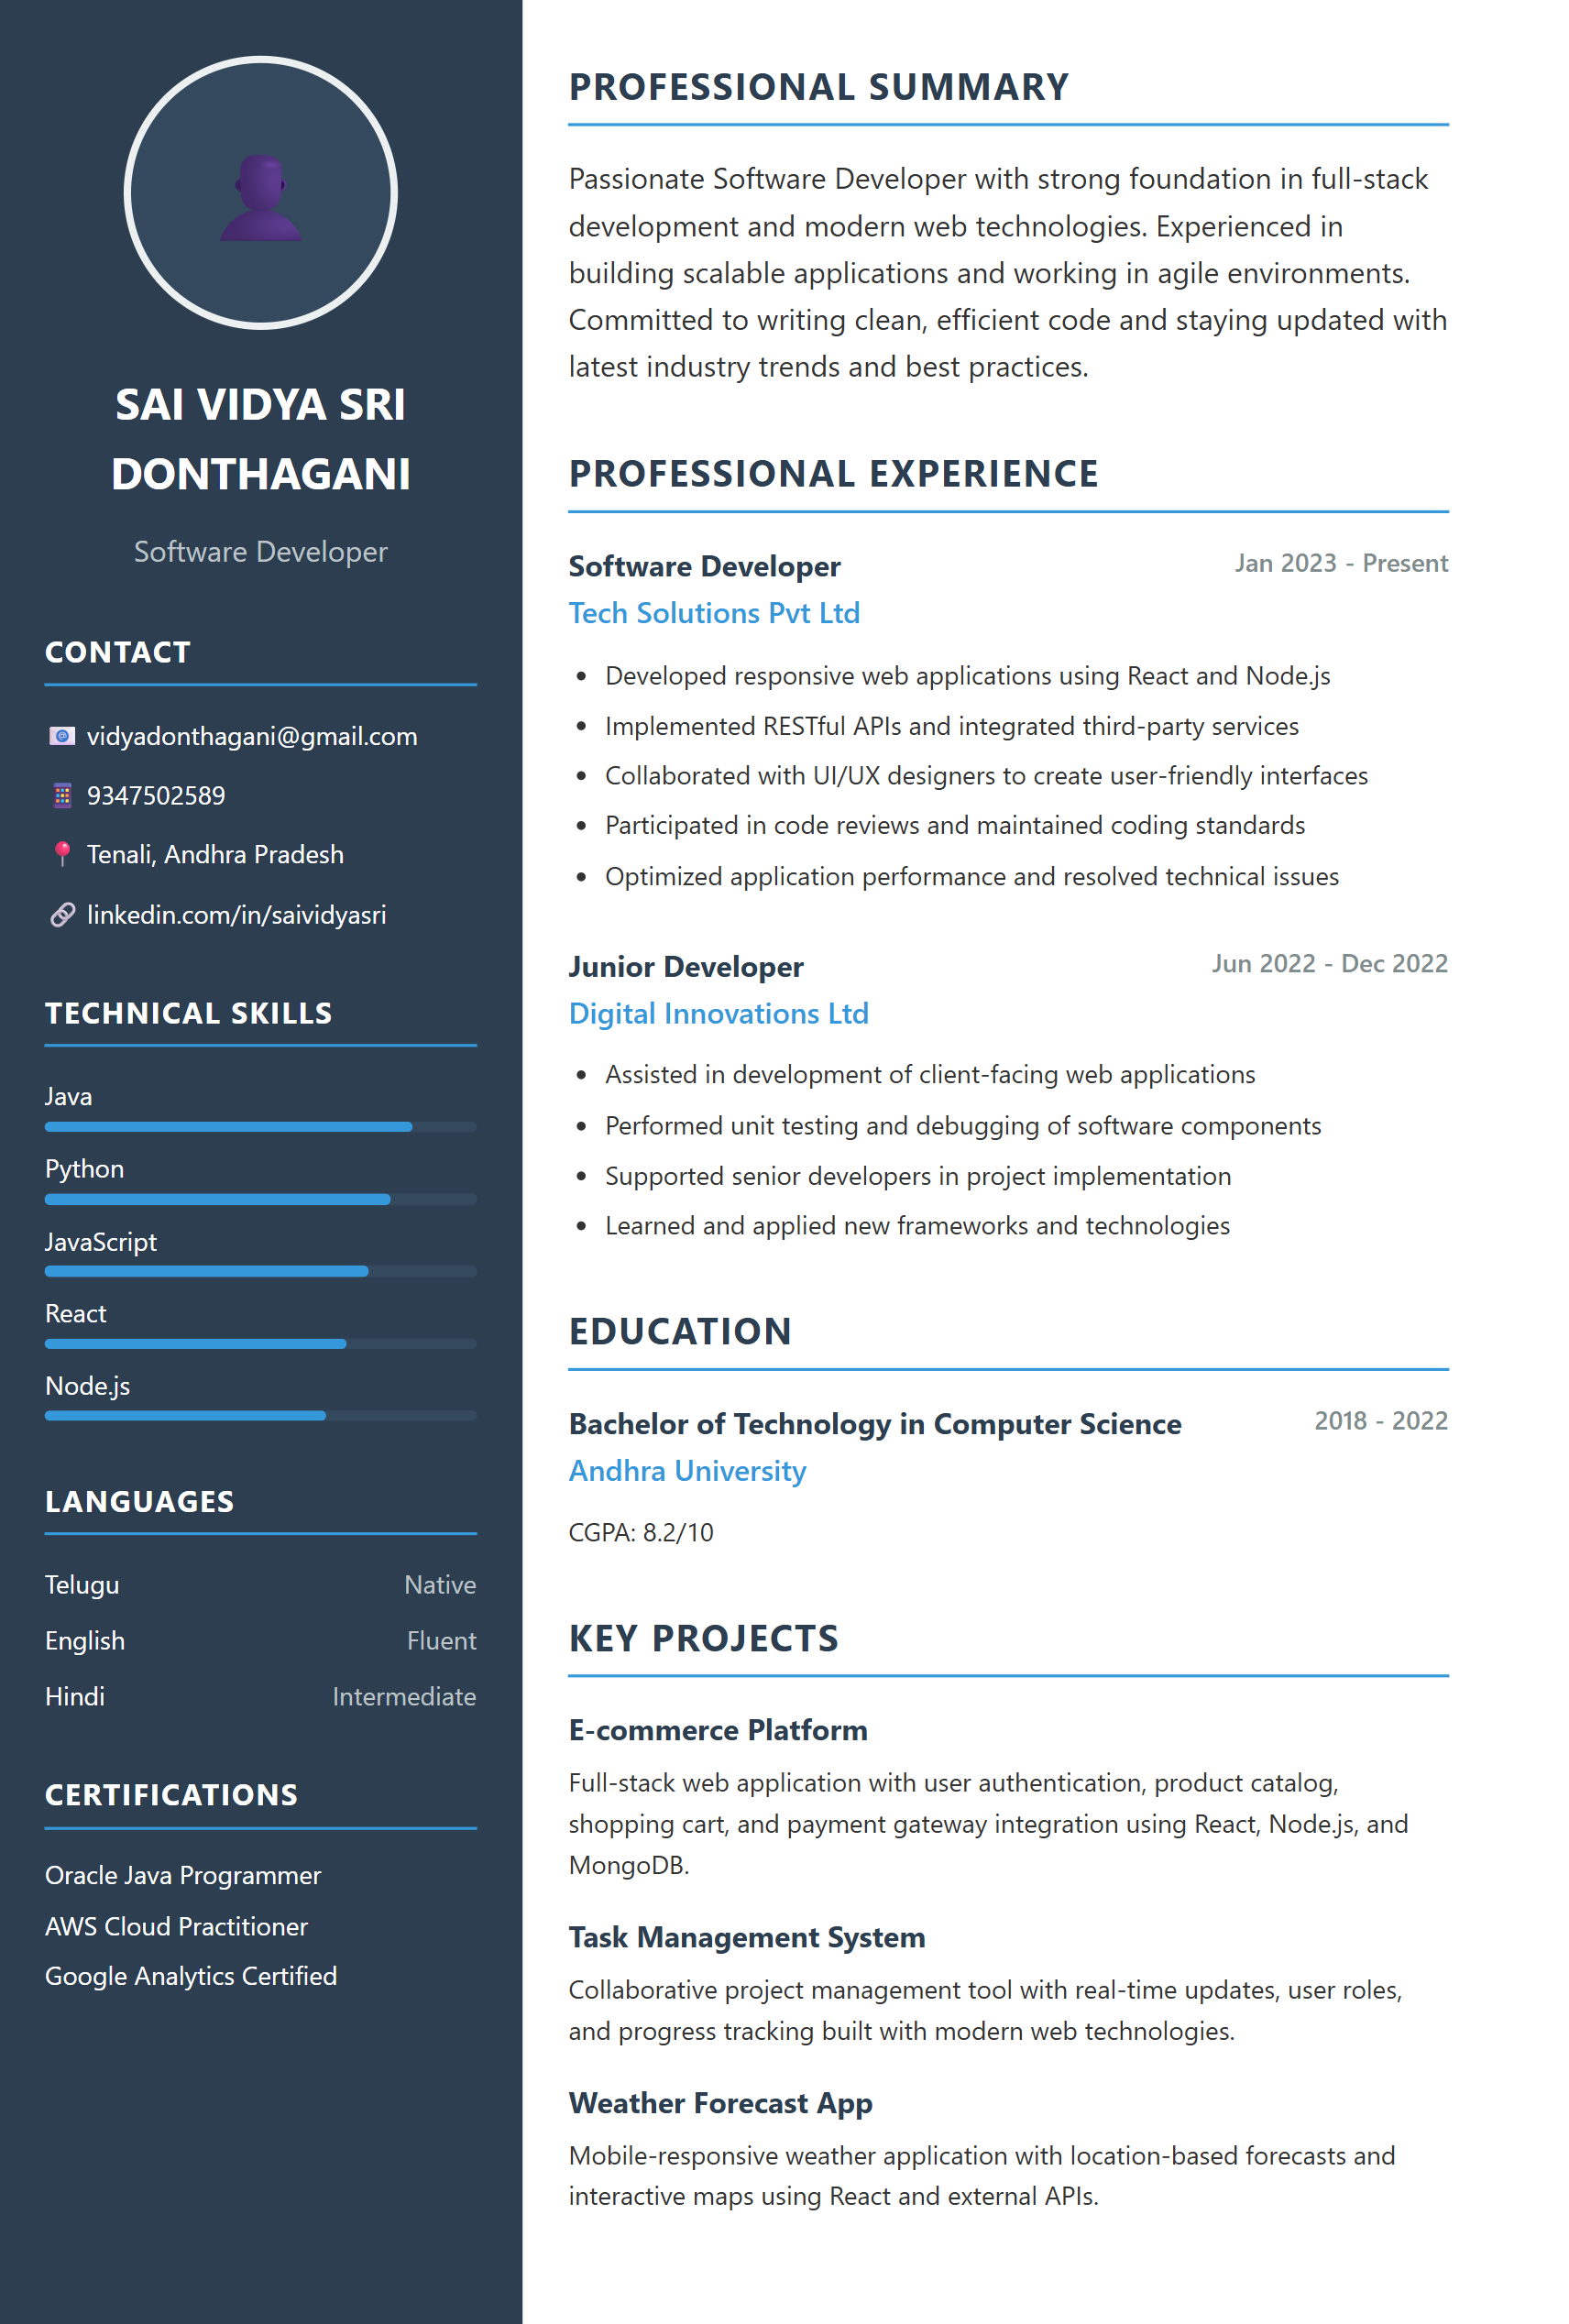 SAI VIDYA SRI
DONTHAGANI
Software Developer
CONTACT
vidyadonthagani@gmail.com
9347502589
Tenali, Andhra Pradesh
linkedin.com/in/saividyasri
TECHNICAL SKILLS
Java
Python
JavaScript
React
Node.js
LANGUAGES
Telugu Native
English Fluent
Hindi Intermediate
CERTIFICATIONS
Oracle Java Programmer
AWS Cloud Practitioner
Google Analytics Certified
PROFESSIONAL SUMMARY
Passionate Software Developer with strong foundation in full-stack
development and modern web technologies. Experienced in
building scalable applications and working in agile environments.
Committed to writing clean, efficient code and staying updated with
latest industry trends and best practices.
PROFESSIONAL EXPERIENCE
Software Developer Jan 2023 - Present
Tech Solutions Pvt Ltd
• Developed responsive web applications using React and Node.js
• Implemented RESTful APIs and integrated third-party services
• Collaborated with UI/UX designers to create user-friendly interfaces
• Participated in code reviews and maintained coding standards
• Optimized application performance and resolved technical issues
Junior Developer Jun 2022 - Dec 2022
Digital Innovations Ltd
• Assisted in development of client-facing web applications
• Performed unit testing and debugging of software components
• Supported senior developers in project implementation
• Learned and applied new frameworks and technologies
EDUCATION
Bachelor of Technology in Computer Science 2018 - 2022
Andhra University
CGPA: 8.2/10
KEY PROJECTS
E-commerce Platform
Full-stack web application with user authentication, product catalog,
shopping cart, and payment gateway integration using React, Node.js, and
MongoDB.
Task Management System
Collaborative project management tool with real-time updates, user roles,
and progress tracking built with modern web technologies.
Weather Forecast App
Mobile-responsive weather application with location-based forecasts and
interactive maps using React and external APIs.